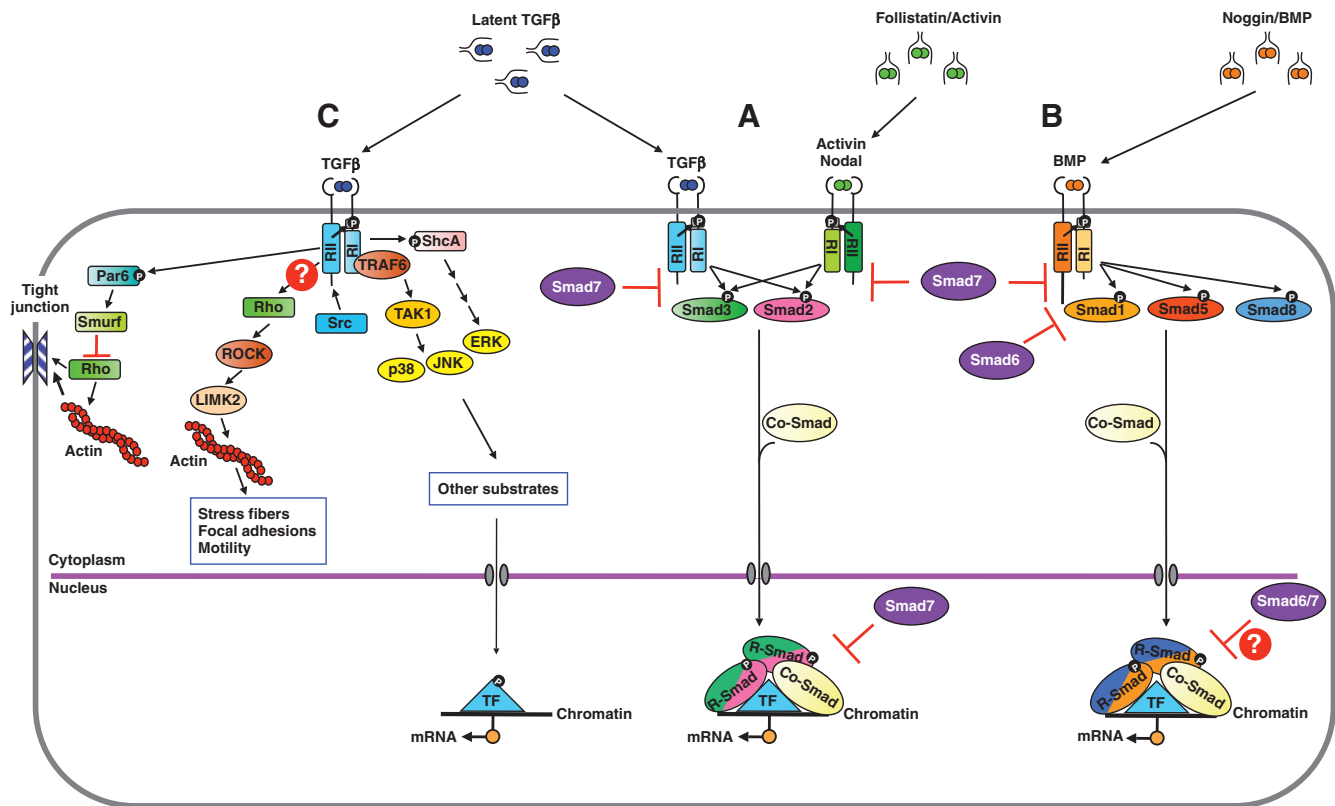 Latent TGFβ
Follistatin/Activin
Noggin/BMP
C
A
B
TGFβ
TGFβ
Activin
Nodal
BMP
P
P
P
P
RII
RI
P
ShcA
RII
RI
RI
RII
RII
RI
Par6
P
?
TRAF6
Tight
junction
Smad7
Smad7
P
P
P
P
P
Smurf
Rho
Src
TAK1
Smad3
Smad2
Smad1
Smad5
Smad8
ERK
Rho
ROCK
p38
JNK
Smad6
LIMK2
Co-Smad
Co-Smad
Actin
Actin
Other substrates
Stress fibers
Focal adhesions
Motility
Cytoplasm
Nucleus
Smad7
Smad6/7
?
R-Smad
P
P
R-Smad
Co-Smad
R-Smad
P
P
R-Smad
Co-Smad
P
TF
TF
TF
Chromatin
Chromatin
Chromatin
mRNA
mRNA
mRNA